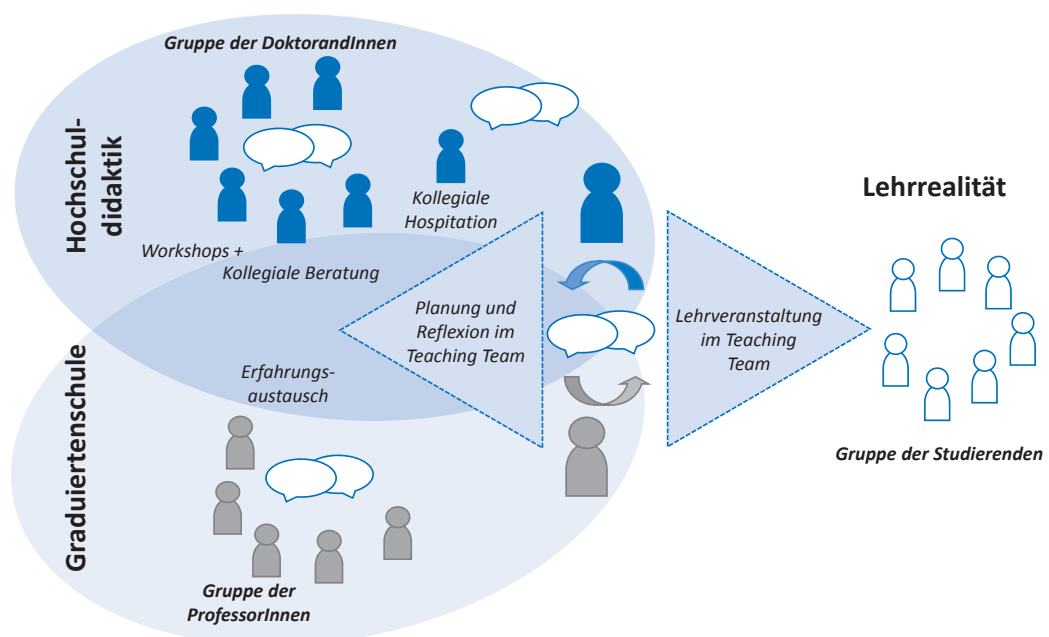 Gruppe der DoktorandInnen
Hochschul-
didaktik
Kollegiale
Hospitation
Workshops +
Kollegiale Beratung
Lehrrealität
Planung und
Reflexion im
Teaching Team
Lehrveranstaltung
im Teaching
Team
Graduiertenschule
Erfahrungs-
austausch
Gruppe der Studierenden
Gruppe der
ProfessorInnen